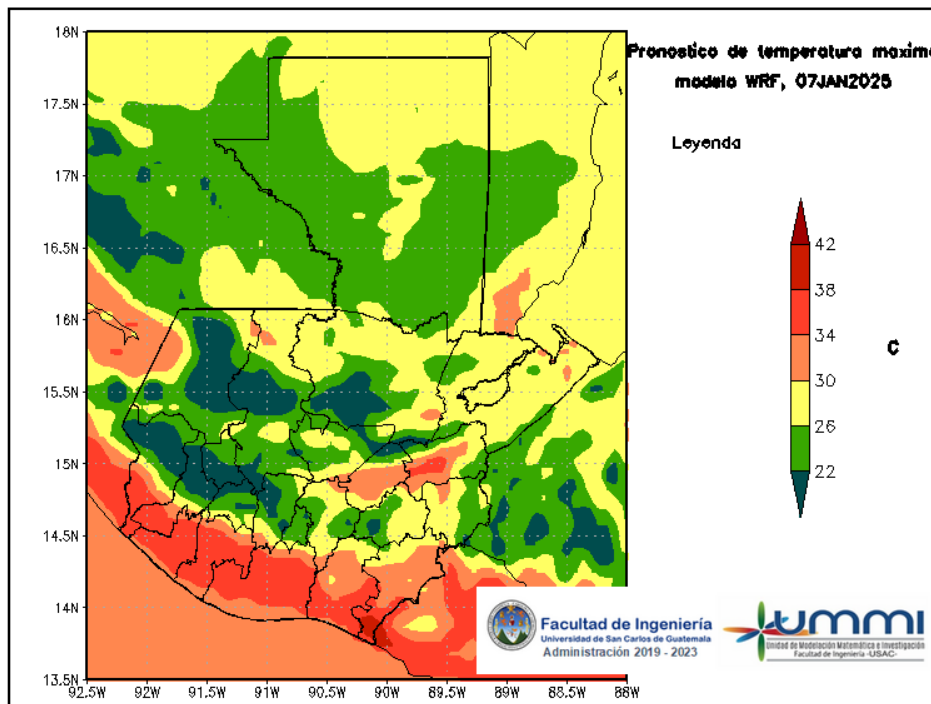 Pronostico de temperatura maxim
modelo WRF, 07JAN2025
Leyenda
42
38
34
30
26
22
C
18N
17.5N
17N
16.5N
16N
15.5N
15N
14.5N
14N
13.5N
92.5W 92W 91.5W 91W 90.5W 90W 89.5W 89W 88.5W 88W
Facultad de Ingeniería
Universidad de San Carlos de Guatemala
Administración 2019 - 2023
ummi
Unidad de Modelación Matemática e Investigación
Facultad de Ingeniería -USAC-